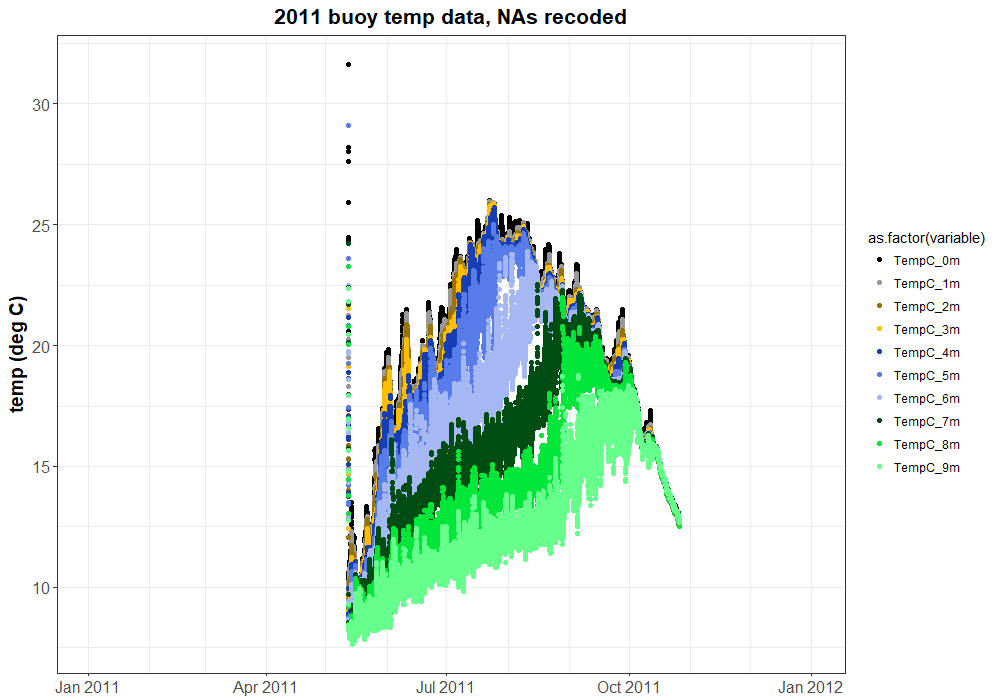 2011 buoy temp data, NAs recoded
temp (deg C)
30
25
20
15
10
Jan 2011
Apr 2011
Jul 2011
Oct 2011
Jan 2012
as.factor(variable)
TempC_0m
TempC_1m
TempC_2m
TempC_3m
TempC_4m
TempC_5m
TempC_6m
TempC_7m
TempC_8m
TempC_9m